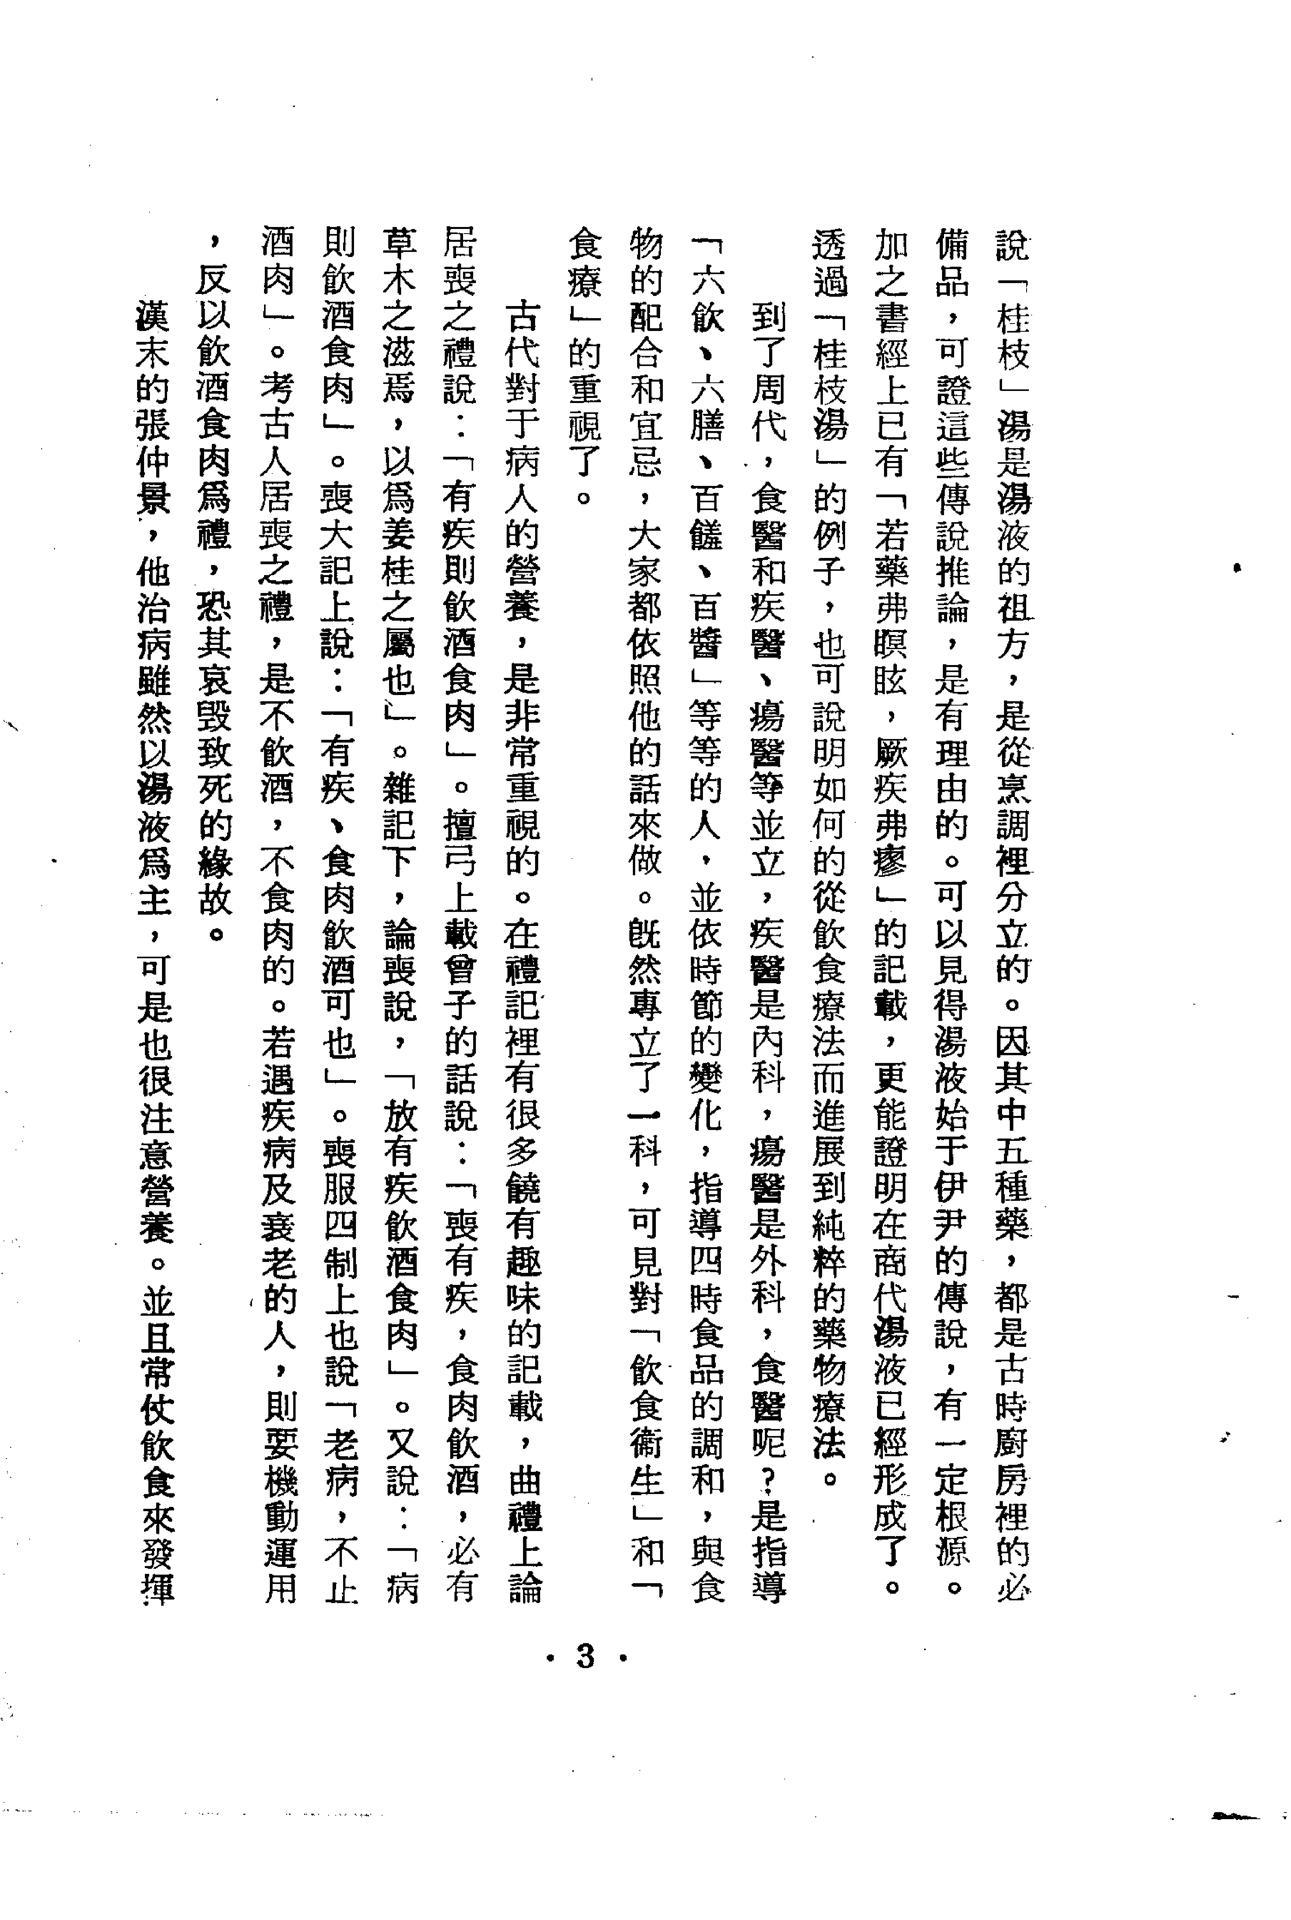 說「桂枝」湯是湯液的祖方，是從烹調裡分立的。因其中五種藥，都是古時廚房裡的必
備品，可證這些傳說推論，是有理由的。可以見得湯液始于伊尹的傳說，有一定根源。
加之書經上已有「若藥弗瞑眩，厥疾弗瘳」的記載，更能證明在商代湯液已經形成了。
透過「桂枝湯」的例子，也可說明如何的從飲食療法而進展到純粹的藥物療法。
到了周代，食醫和疾醫、瘍醫等並立，疾醫是內科，瘍醫是外科，食醫呢？是指導
「六飲、六膳、百饈、百醬」等等的人，並依時節的變化，指導四時食品的調和，與食
物的配合和宜忌，大家都依照他的話來做。旣然專立了一科，可見對「飲食衞生」和「
食療」的重視了。
古代對于病人的營養，是非常重視的。在禮記裡有很多饒有趣味的記載，曲禮上論
居喪之禮說：「有疾則飲酒食肉」。擅弓上載曾子的話說：「喪有疾，食肉飲酒，必有
草木之滋焉，以爲姜桂之屬也」。雜記下，論喪說，「放有疾飲酒食肉」。又說：「病
則飲酒食肉」。喪大記上說：「有疾、食肉飲酒可也」。喪服四制上也說「老病，不止
酒肉」。考古人居喪之禮，是不飲酒，不食肉的。若遇疾病及衰老的人，則要機動運用
，反以飲酒食肉爲禮，恐其哀毀致死的緣故。
漢末的張仲景，他治病雖然以湯液爲主，可是也很注意營養。並且常仗飲食來發揮
• 3 •